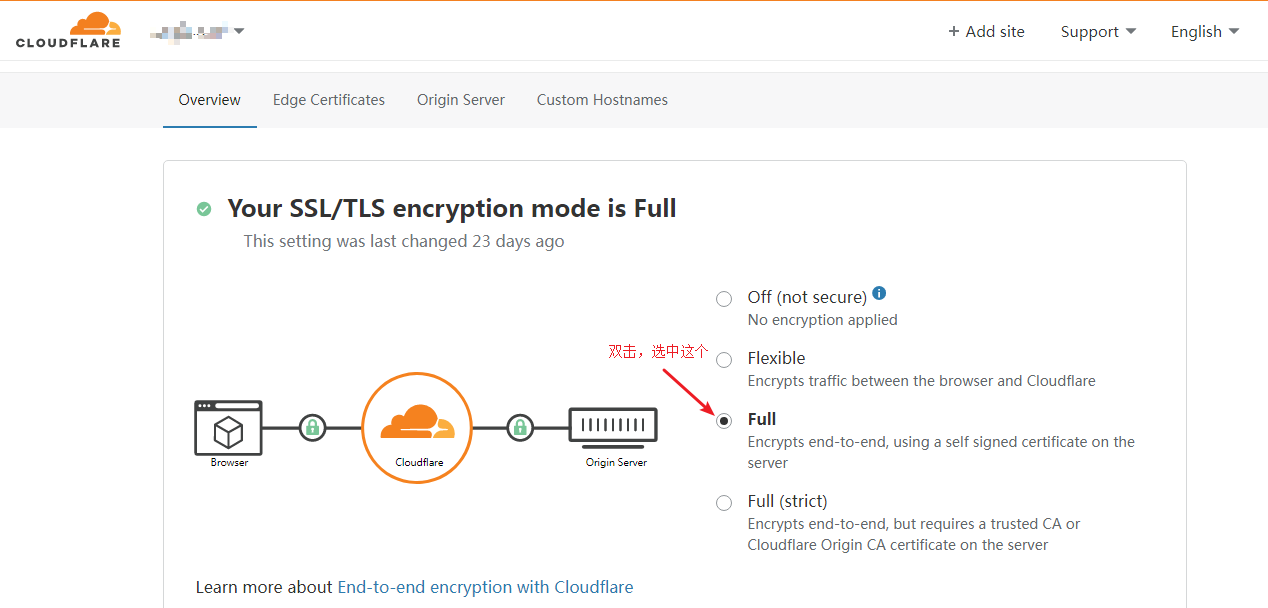 CLOUDFLARE
+ Add site
Support
English
Overview
Edge Certificates
Origin Server
Custom Hostnames
Your SSL/TLS encryption mode is Full
This setting was last changed 23 days ago
Off (not secure)
No encryption applied
双击，选中这个
Flexible
Encrypts traffic between the browser and Cloudflare
Full
Encrypts end-to-end, using a self signed certificate on the
server
Browser
Cloudflare
Origin Server
Full (strict)
Encrypts end-to-end, but requires a trusted CA or
Cloudflare Origin CA certificate on the server
Learn more about End-to-end encryption with Cloudflare